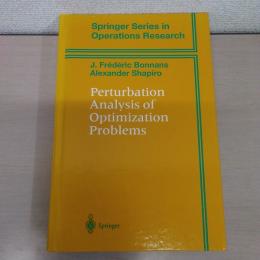 Springer Series in
Operations Research
J. Frédéric Bonnans
Alexander Shapiro
Perturbation
Analysis of
Optimization
Problems
Springer